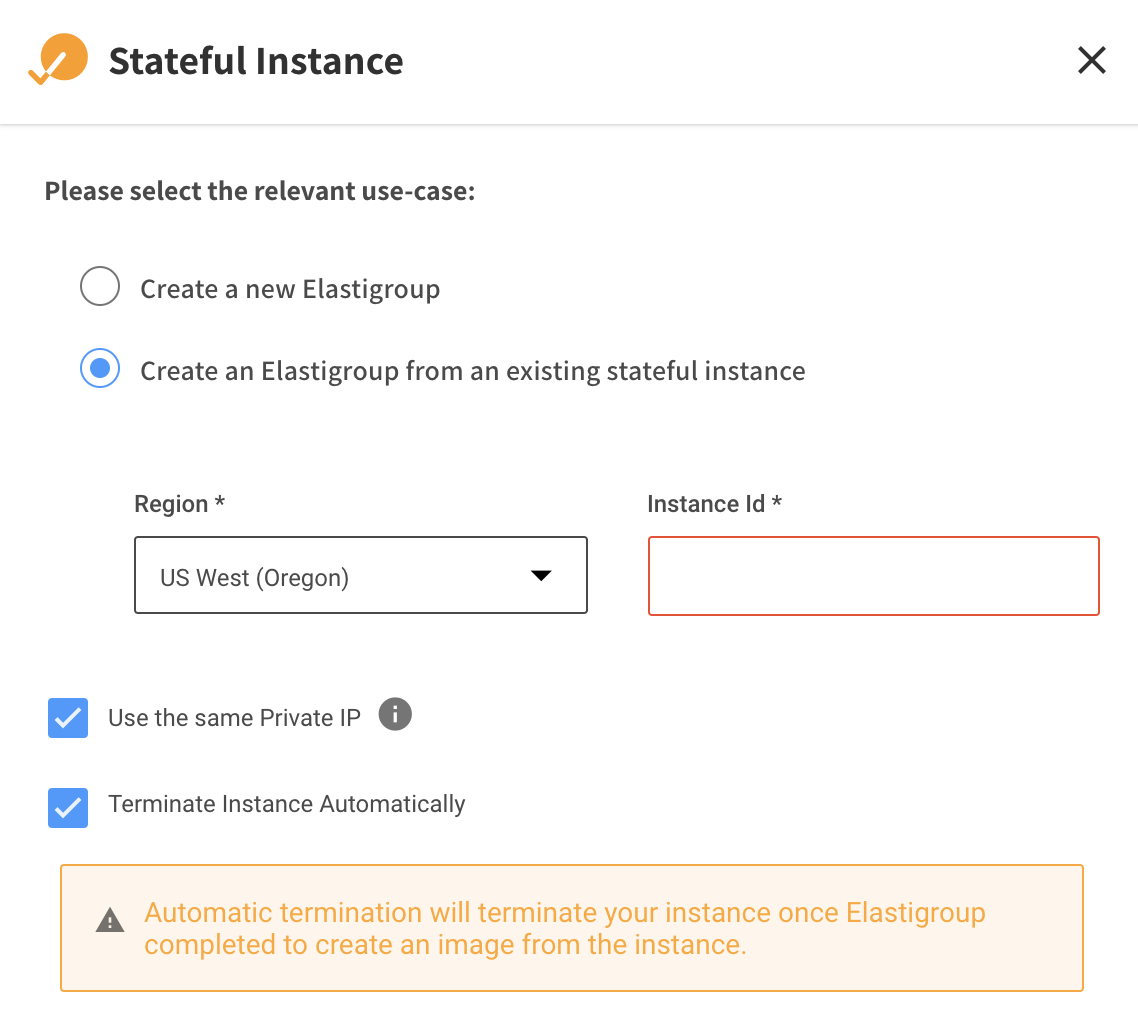 Stateful Instance
Please select the relevant use-case:
Create a new Elastigroup
Create an Elastigroup from an existing stateful instance
Region *
Instance Id *
US West (Oregon)
Use the same Private IP
Terminate Instance Automatically
Automatic termination will terminate your instance once Elastigroup
completed to create an image from the instance.